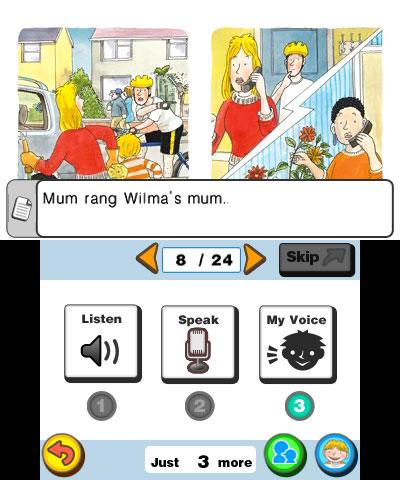 Mum rang Wilma's mum.
8 / 24
Skip
Listen
Speak
My Voice
1
2
3
Just 3 more